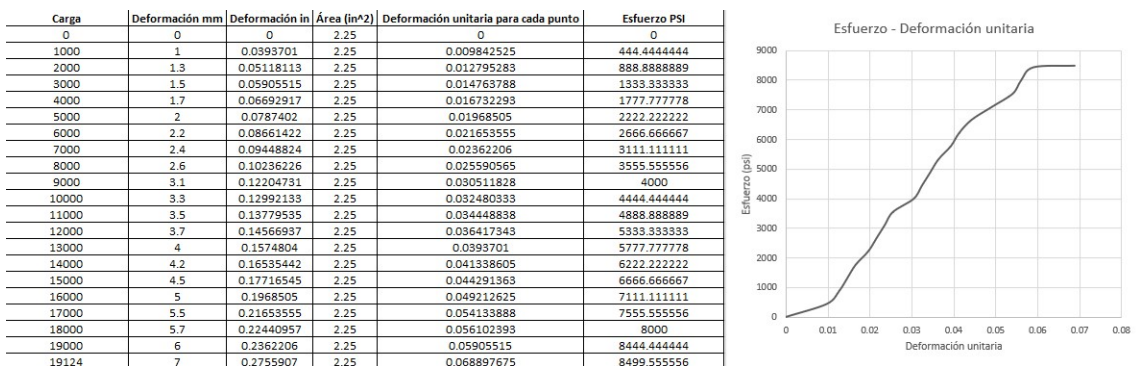 Carga Deformación mm Deformación in Área (in^2) Deformación unitaria para cada punto Esfuerzo PSI
0 0 0 2.25 0 0
1000 1 0.0393701 2.25 0.009842525 444.4444444
2000 1.3 0.05118113 2.25 0.012795283 888.8888889
3000 1.5 0.05905515 2.25 0.014763788 1333.333333
4000 1.7 0.06692917 2.25 0.016732293 1777.777778
5000 2 0.0787402 2.25 0.01968505 2222.222222
6000 2.2 0.08661422 2.25 0.021653555 2666.666667
7000 2.4 0.09448824 2.25 0.02362206 3111.111111
8000 2.6 0.10236226 2.25 0.025590565 3555.555556
9000 3.1 0.12204731 2.25 0.030511828 4000
10000 3.3 0.12992133 2.25 0.032480333 4444.444444
11000 3.5 0.13779535 2.25 0.034448838 4888.888889
12000 3.7 0.14566937 2.25 0.036417343 5333.333333
13000 4 0.1574804 2.25 0.0393701 5777.777778
14000 4.2 0.16535442 2.25 0.041338605 6222.222222
15000 4.5 0.17716545 2.25 0.044291363 6666.666667
16000 5 0.1968505 2.25 0.049212625 7111.111111
17000 5.5 0.21653555 2.25 0.054133888 7555.555556
18000 5.7 0.22440957 2.25 0.056102393 8000
19000 6 0.2362206 2.25 0.05905515 8444.444444
19124 7 0.2755907 2.25 0.068897675 8499.555556
Esfuerzo - Deformación unitaria
Esfuerzo (psi)
9000
8000
7000
6000
5000
4000
3000
2000
1000
0
0 0.01 0.02 0.03 0.04 0.05 0.06 0.07 0.08
Deformación unitaria